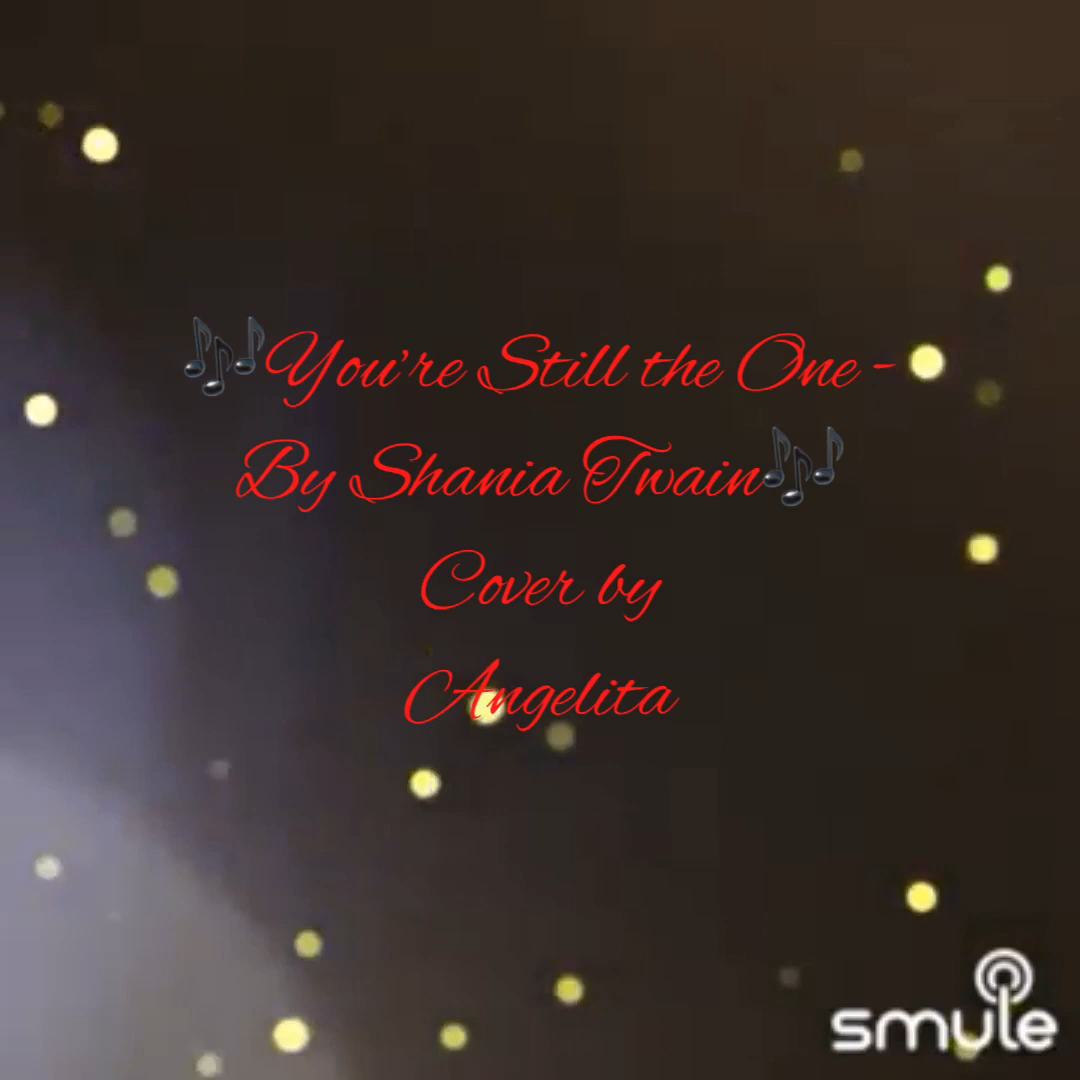 🎶You're Still the One -
By Shania Twain🎶
Cover by
Angelita
smule